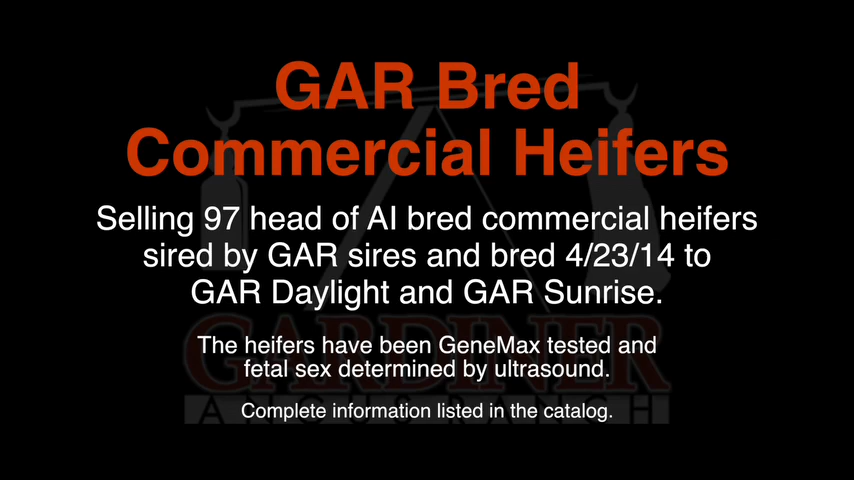 GAR Bred
Commercial Heifers
Selling 97 head of AI bred commercial heifers
sired by GAR sires and bred 4/23/14 to
GAR Daylight and GAR Sunrise.
GARDINER
The heifers have been GeneMax tested and
fetal sex determined by ultrasound.
ANGUS RANCH
Complete information listed in the catalog.